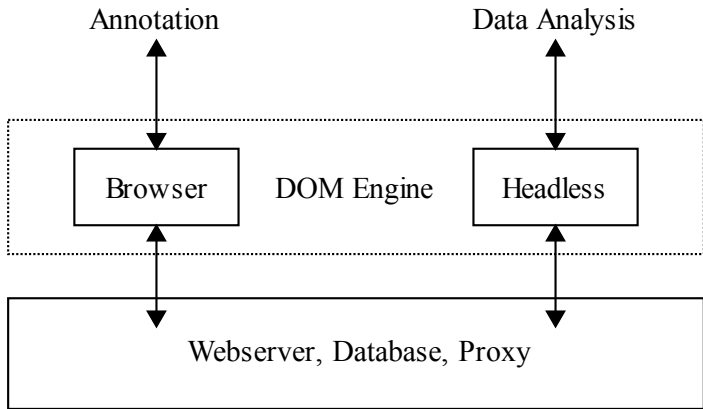 Annotation
Data Analysis
Browser
DOM Engine
Headless
Webserver, Database, Proxy